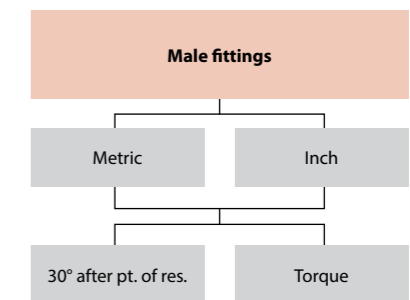 Male fittings
Metric
Inch
30° after pt. of res.
Torque